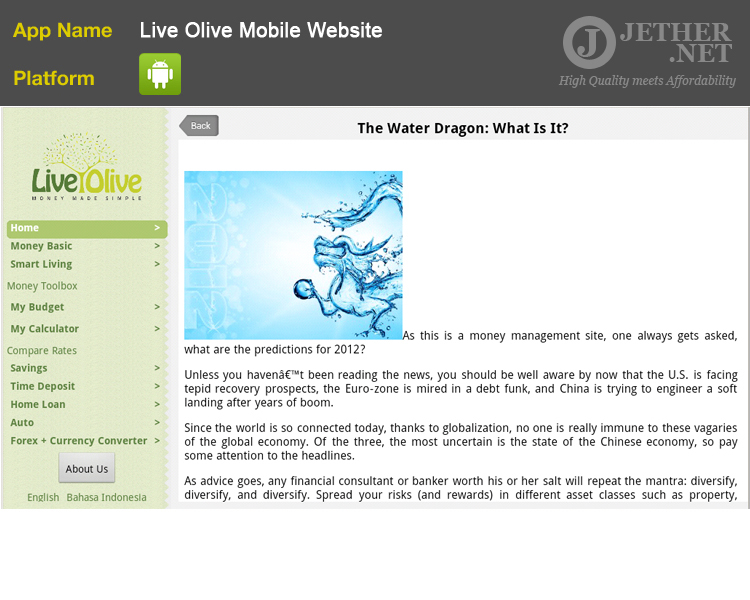 App Name Live Olive Mobile Website
JETHER
.NET
Platform
High Quality meets Affordability
Back
The Water Dragon: What Is It?
LiveOlive
MONEY MADE SIMPLE
Home >
Money Basic >
Smart Living >
Money Toolbox
My Budget >
My Calculator >
Compare Rates
Savings >
Time Deposit >
Home Loan >
Auto >
Forex + Currency Converter >
About Us
English Bahasa Indonesia
2012
As this is a money management site, one always gets asked,
what are the predictions for 2012?
Unless you havenâ€™t been reading the news, you should be well aware by now that the U.S. is facing
tepid recovery prospects, the Euro-zone is mired in a debt funk, and China is trying to engineer a soft
landing after years of boom.
Since the world is so connected today, thanks to globalization, no one is really immune to these vagaries
of the global economy. Of the three, the most uncertain is the state of the Chinese economy, so pay
some attention to the headlines.
As advice goes, any financial consultant or banker worth his or her salt will repeat the mantra: diversify,
diversify, and diversify. Spread your risks (and rewards) in different asset classes such as property,